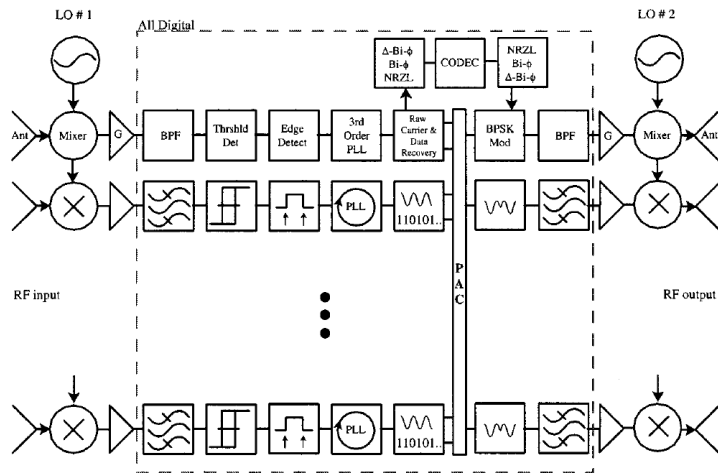 LO # 1
LO # 2
All Digital
Δ-Bi-ϕ
Bi-ϕ
NRZL
CODEC
NRZL
Bi-ϕ
Δ-Bi-ϕ
Ant
Mixer
G
BPF
Thrshld
Det
Edge
Detect
3rd
Order
PLL
Raw
Carrier &
Data
Recovery
BPSK
Mod
BPF
G
Mixer
Ant
PLL
110101..
PAC
RF input
RF output
PLL
110101..